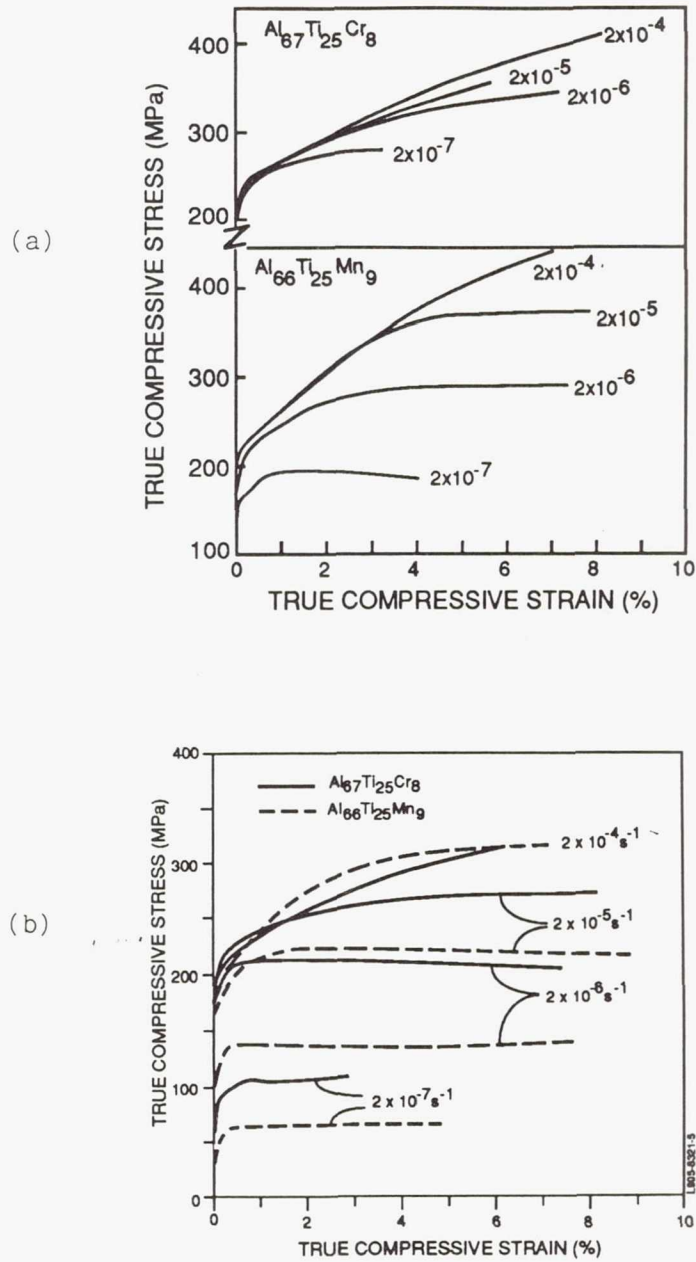 (a)
Al67Ti25Cr8
TRUE COMPRESSIVE STRESS (MPa)
400
300
200
2x10-4
2x10-5
2x10-6
2x10-7
Al66Ti25Mn9
400
300
200
100
2x10-4
2x10-5
2x10-6
2x10-7
0 2 4 6 8 10
TRUE COMPRESSIVE STRAIN (%)
(b)
TRUE COMPRESSIVE STRESS (MPa)
400
300
200
100
0
Al67Ti25Cr8
Al66Ti25Mn9
2 x 10-4s-1
2 x 10-5s-1
2 x 10-6s-1
2 x 10-7s-1
0 2 4 6 8 10
TRUE COMPRESSIVE STRAIN (%)